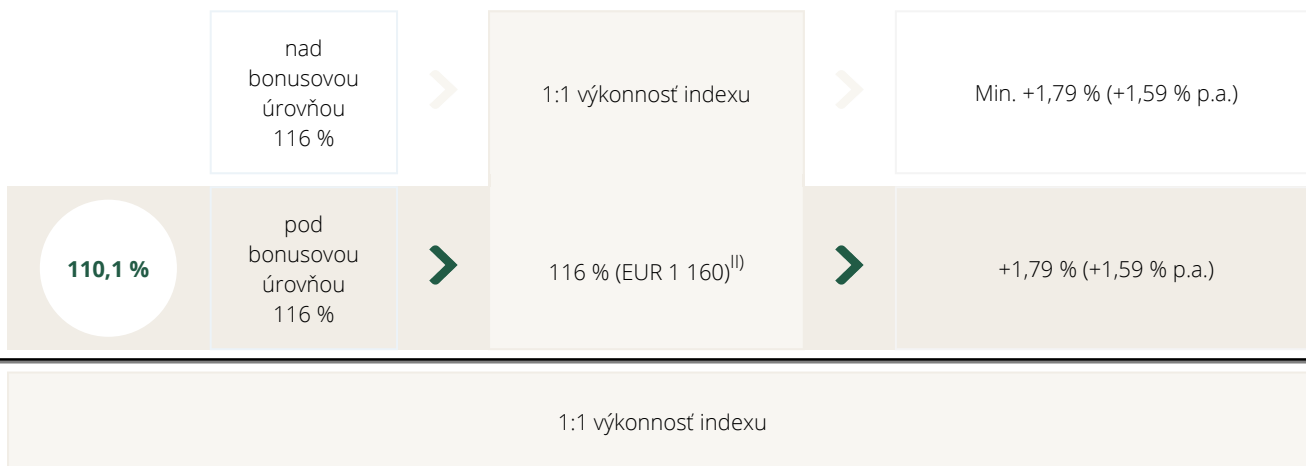 nad
bonusovou
úrovňou
116 %
1:1 výkonnosť indexu
Min. +1,79 % (+1,59 % p.a.)
110,1 %
pod
bonusovou
úrovňou
116 %
116 % (EUR 1 160)II)
+1,79 % (+1,59 % p.a.)
1:1 výkonnosť indexu